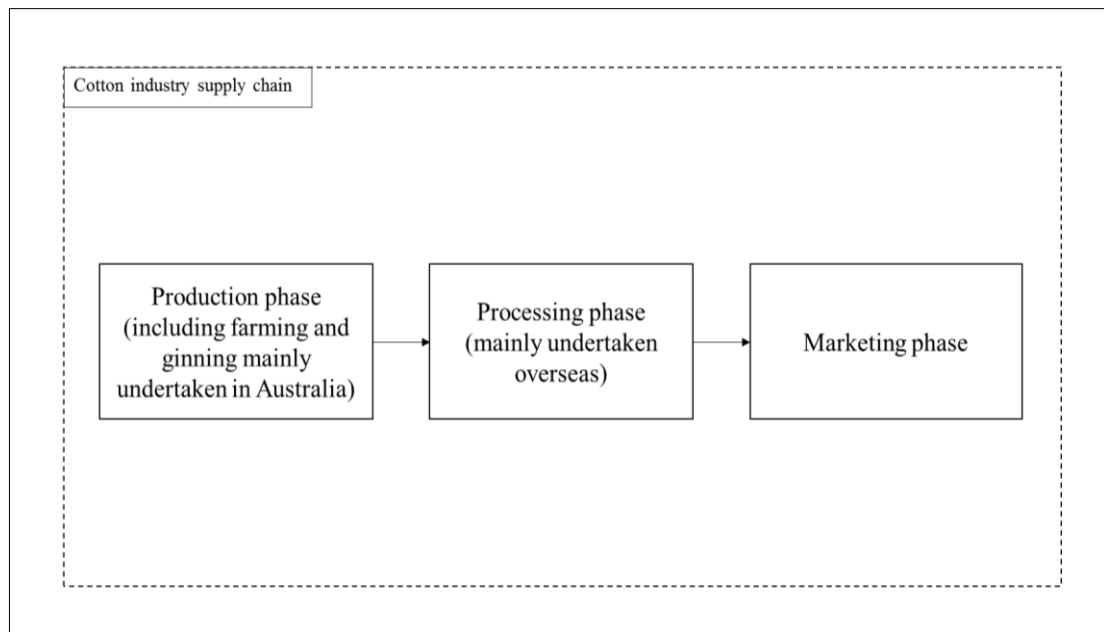 Cotton industry supply chain
Production phase
(including farming and
ginning mainly
undertaken in Australia)
Processing phase
(mainly undertaken
overseas)
Marketing phase